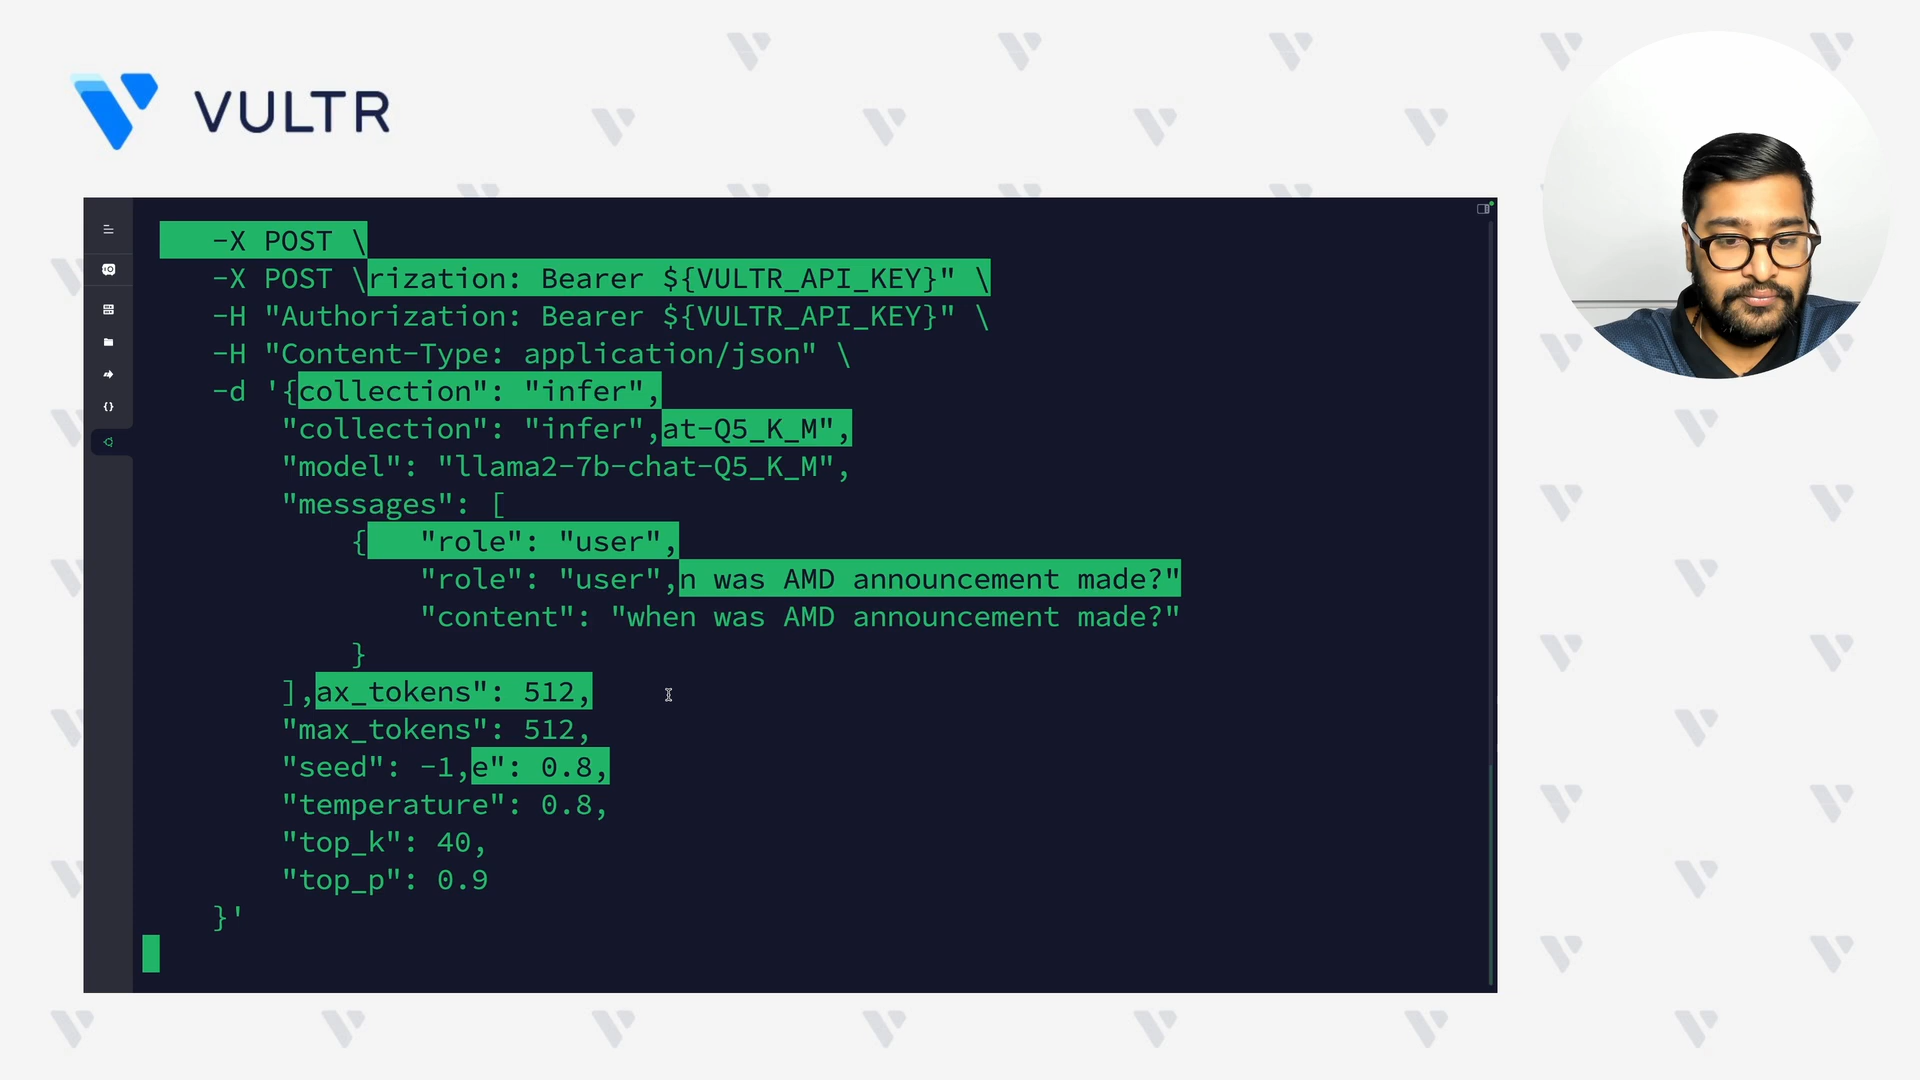 VULTR
-X POST \
-X POST \rization: Bearer ${VULTR_API_KEY}" \
-H "Authorization: Bearer ${VULTR_API_KEY}" \
-H "Content-Type: application/json" \
-d '{collection": "infer",
"collection": "infer",at-Q5_K_M",
"model": "llama2-7b-chat-Q5_K_M",
"messages": [
{    "role": "user",
"role": "user",n was AMD announcement made?"
"content": "when was AMD announcement made?"
}
],ax_tokens": 512,
"max_tokens": 512,
"seed": -1,e": 0.8,
"temperature": 0.8,
"top_k": 40,
"top_p": 0.9
}'